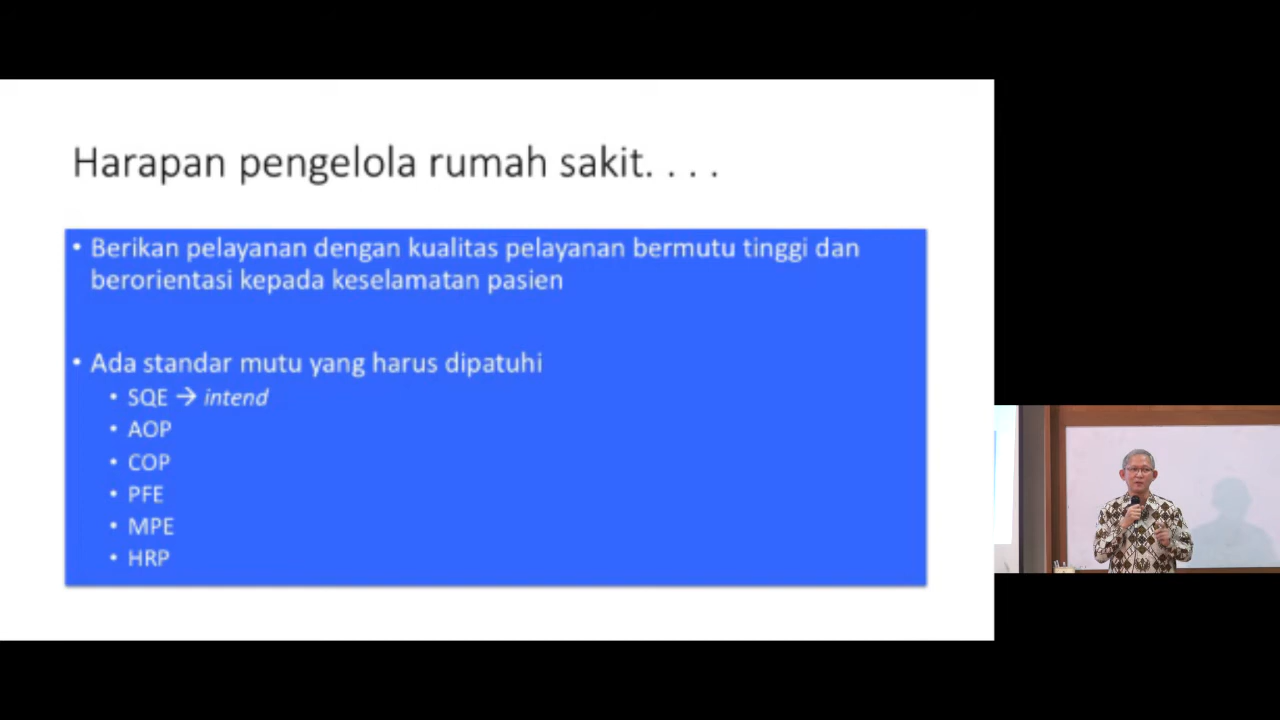 Harapan pengelola rumah sakit. . . .
• Berikan pelayanan dengan kualitas pelayanan bermutu tinggi dan
berorientasi kepada keselamatan pasien
• Ada standar mutu yang harus dipatuhi
• SQE → intend
• AOP
• COP
• PFE
• MPE
• HRP